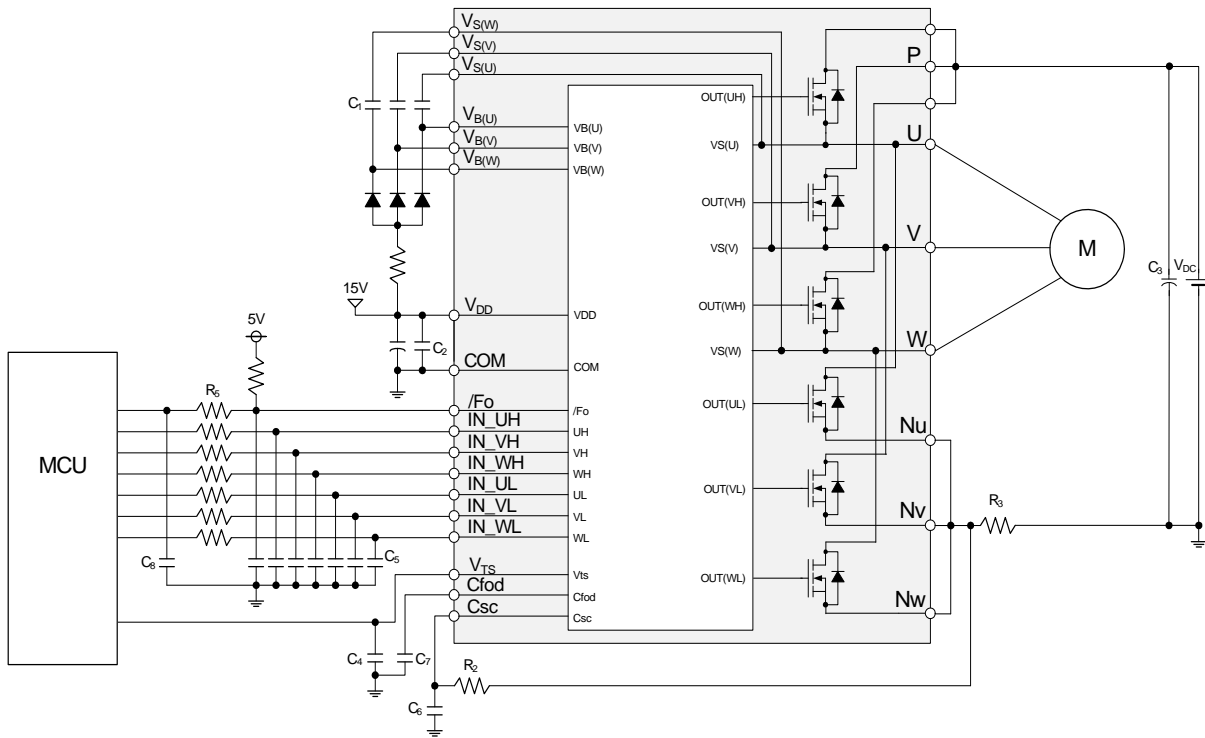 VS(W)
VS(V)
VS(U)
C1
VB(U)
VB(V)
VB(W)
15V
VDD
5V
C2
COM
R5
/Fo
IN_UH
IN_VH
IN_WH
IN_UL
IN_VL
IN_WL
MCU
C8
C5
VTS
Cfod
Csc
C4
C7
R2
C6
VB(U)
VB(V)
VB(W)
VDD
COM
/Fo
UH
VH
WH
UL
VL
WL
Vts
Cfod
Csc
OUT(UH)
VS(U)
OUT(VH)
VS(V)
OUT(WH)
VS(W)
OUT(UL)
OUT(VL)
OUT(WL)
P
U
V
W
Nu
Nv
Nw
M
C3
VDC
R3